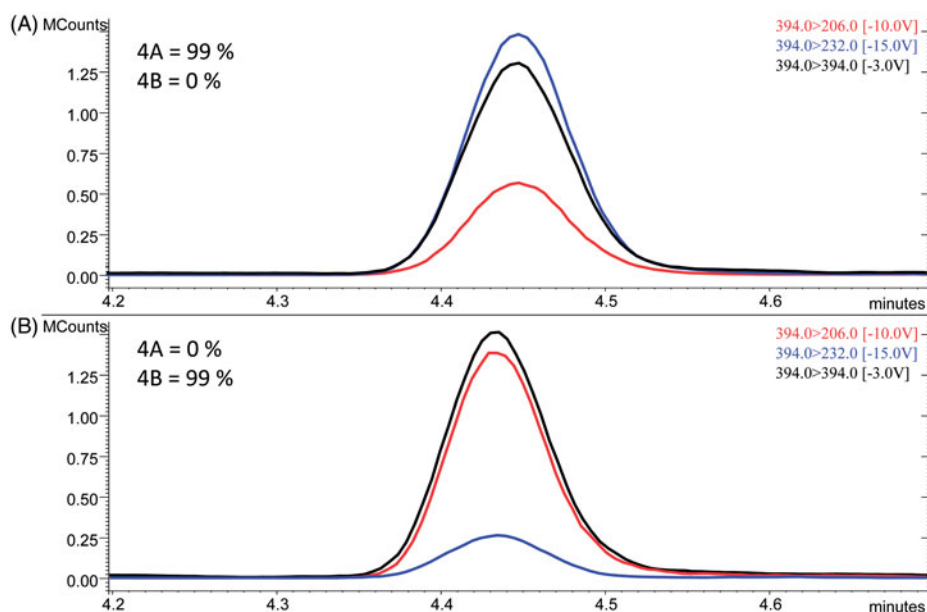 (A) MCounts
4A = 99 %
4B = 0 %
394.0>206.0 [-10.0V]
394.0>232.0 [-15.0V]
394.0>394.0 [-3.0V]
1.25
1.00
0.75
0.50
0.25
0.00
4.2 4.3 4.4 4.5 4.6 minutes
(B) MCounts
4A = 0 %
4B = 99 %
394.0>206.0 [-10.0V]
394.0>232.0 [-15.0V]
394.0>394.0 [-3.0V]
1.25
1.00
0.75
0.50
0.25
0.00
4.2 4.3 4.4 4.5 4.6 minutes